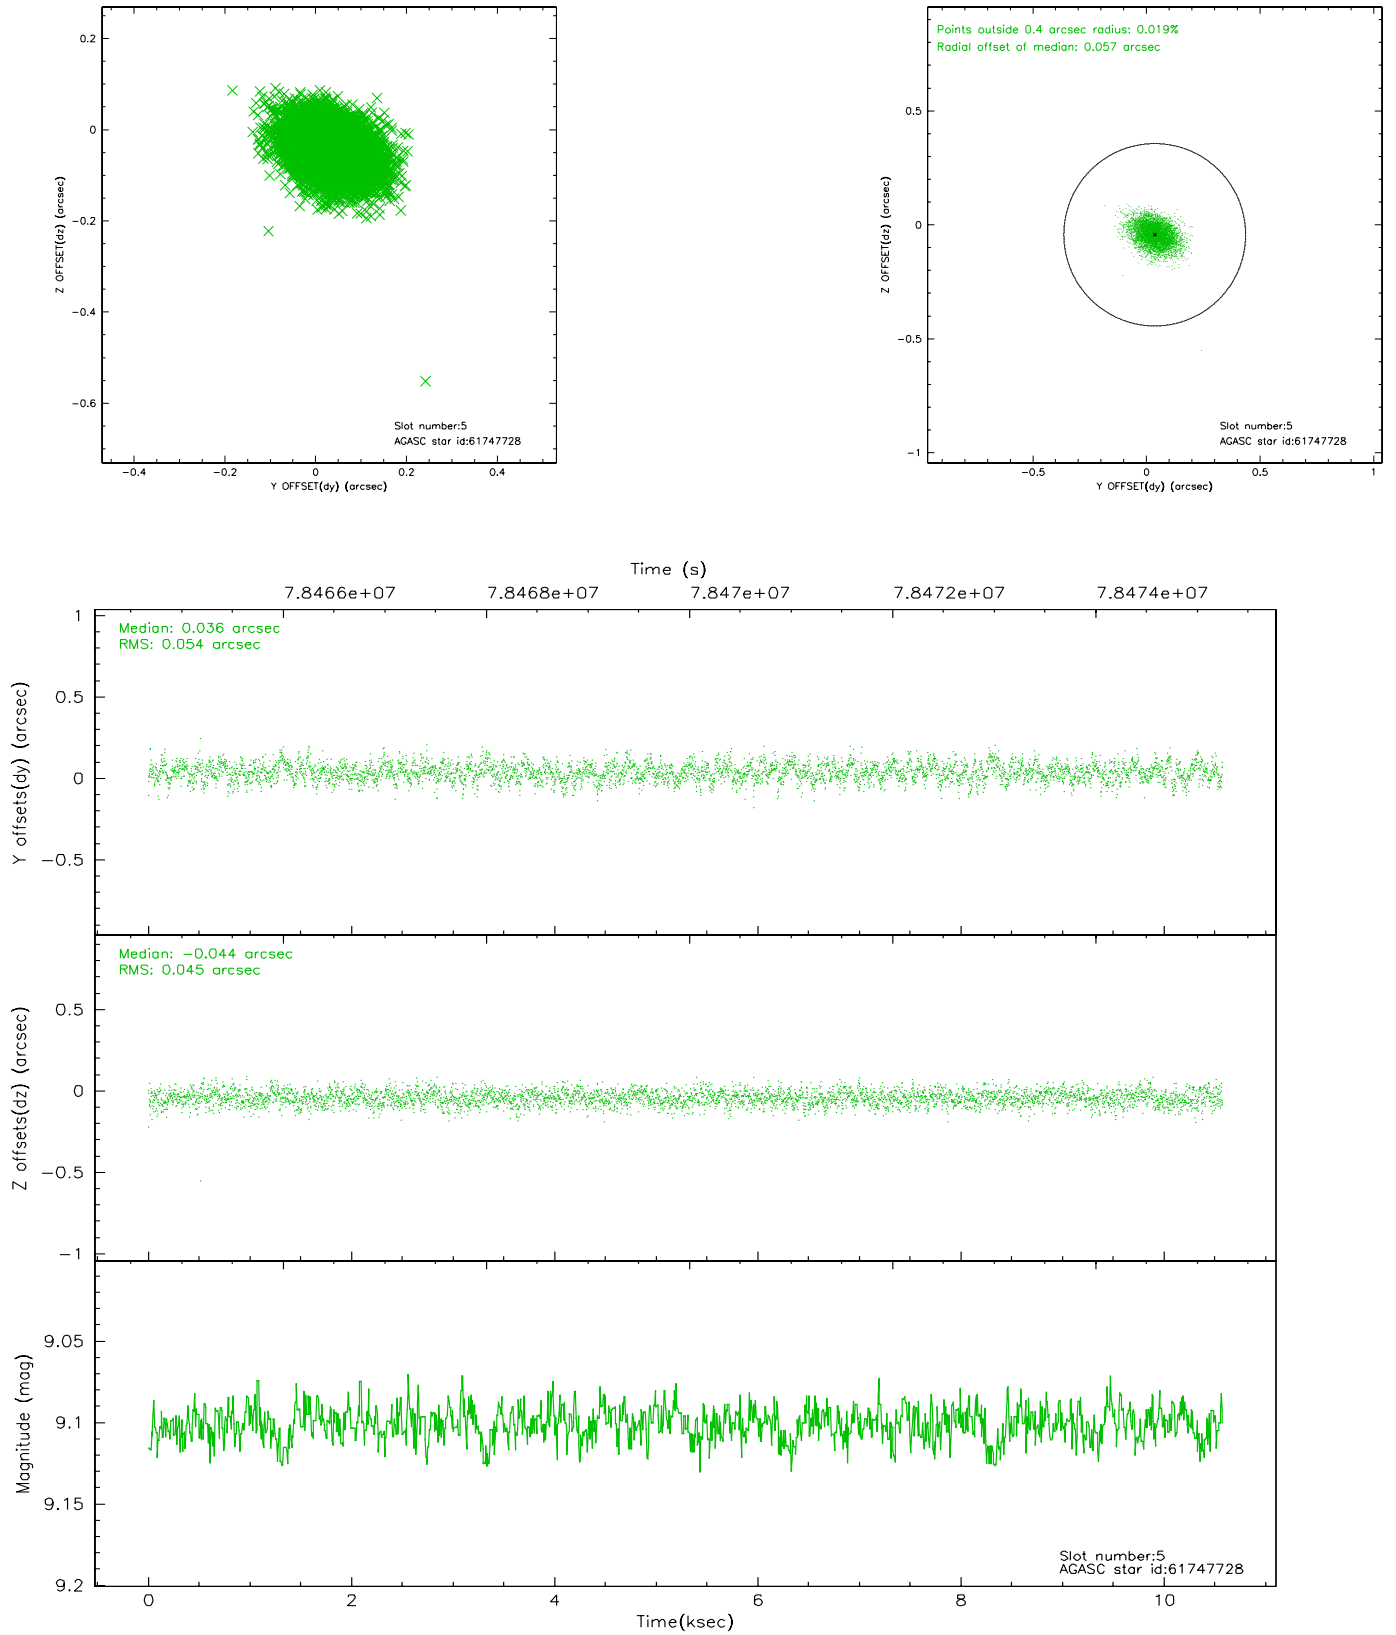 0.2
0
−0.2
−0.4
−0.6
−0.4
−0.2
0
0.2
0.4
Z OFFSET(dz) (arcsec)
Y OFFSET(dy) (arcsec)
Slot number:5
AGASC star id:61747728
Points outside 0.4 arcsec radius: 0.019%
Radial offset of median: 0.057 arcsec
0.5
0
−0.5
−1
−0.5
0
0.5
1
Z OFFSET(dz) (arcsec)
Y OFFSET(dy) (arcsec)
Slot number:5
AGASC star id:61747728
Time (s)
7.8466e+07
7.8468e+07
7.847e+07
7.8472e+07
7.8474e+07
Median: 0.036 arcsec
RMS: 0.054 arcsec
1
0.5
0
−0.5
Y offsets(dy) (arcsec)
Median: −0.044 arcsec
RMS: 0.045 arcsec
0.5
0
−0.5
−1
Z offsets(dz) (arcsec)
9.05
9.1
9.15
9.2
Magnitude (mag)
Slot number:5
AGASC star id:61747728
0
2
4
6
8
10
Time(ksec)